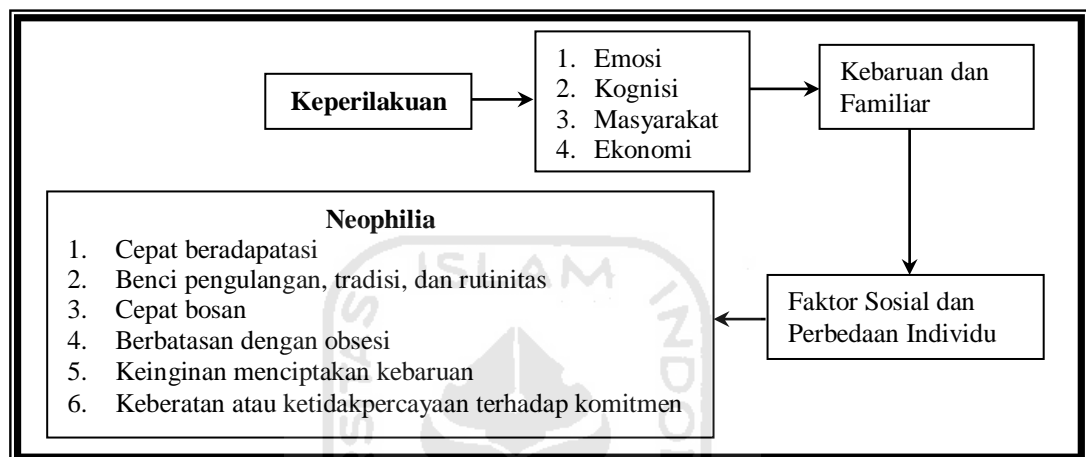 Keperilakuan
1. Emosi
2. Kognisi
3. Masyarakat
4. Ekonomi
Kebaruan dan
Familiar
Faktor Sosial dan
Perbedaan Individu
Neophilia
1. Cepat beradapatasi
2. Benci pengulangan, tradisi, dan rutinitas
3. Cepat bosan
4. Berbatasan dengan obsesi
5. Keinginan menciptakan kebaruan
6. Keberatan atau ketidakpercayaan terhadap komitmen
ISLAM